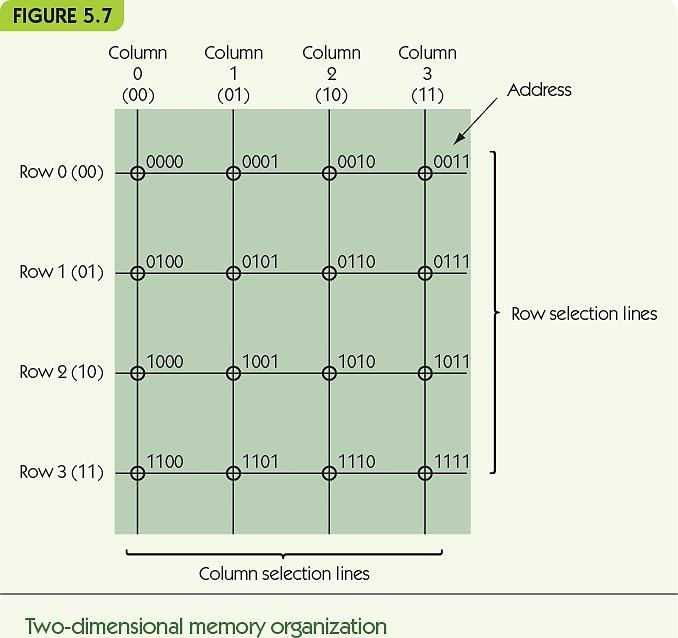 FIGURE 5.7
Column Column Column Column
0 1 2 3
(00) (01) (10) (11)
Address
Row 0 (00) 0000 0001 0010 0011
Row 1 (01) 0100 0101 0110 0111
Row selection lines
Row 2 (10) 1000 1001 1010 1011
Row 3 (11) 1100 1101 1110 1111
Column selection lines
Two-dimensional memory organization